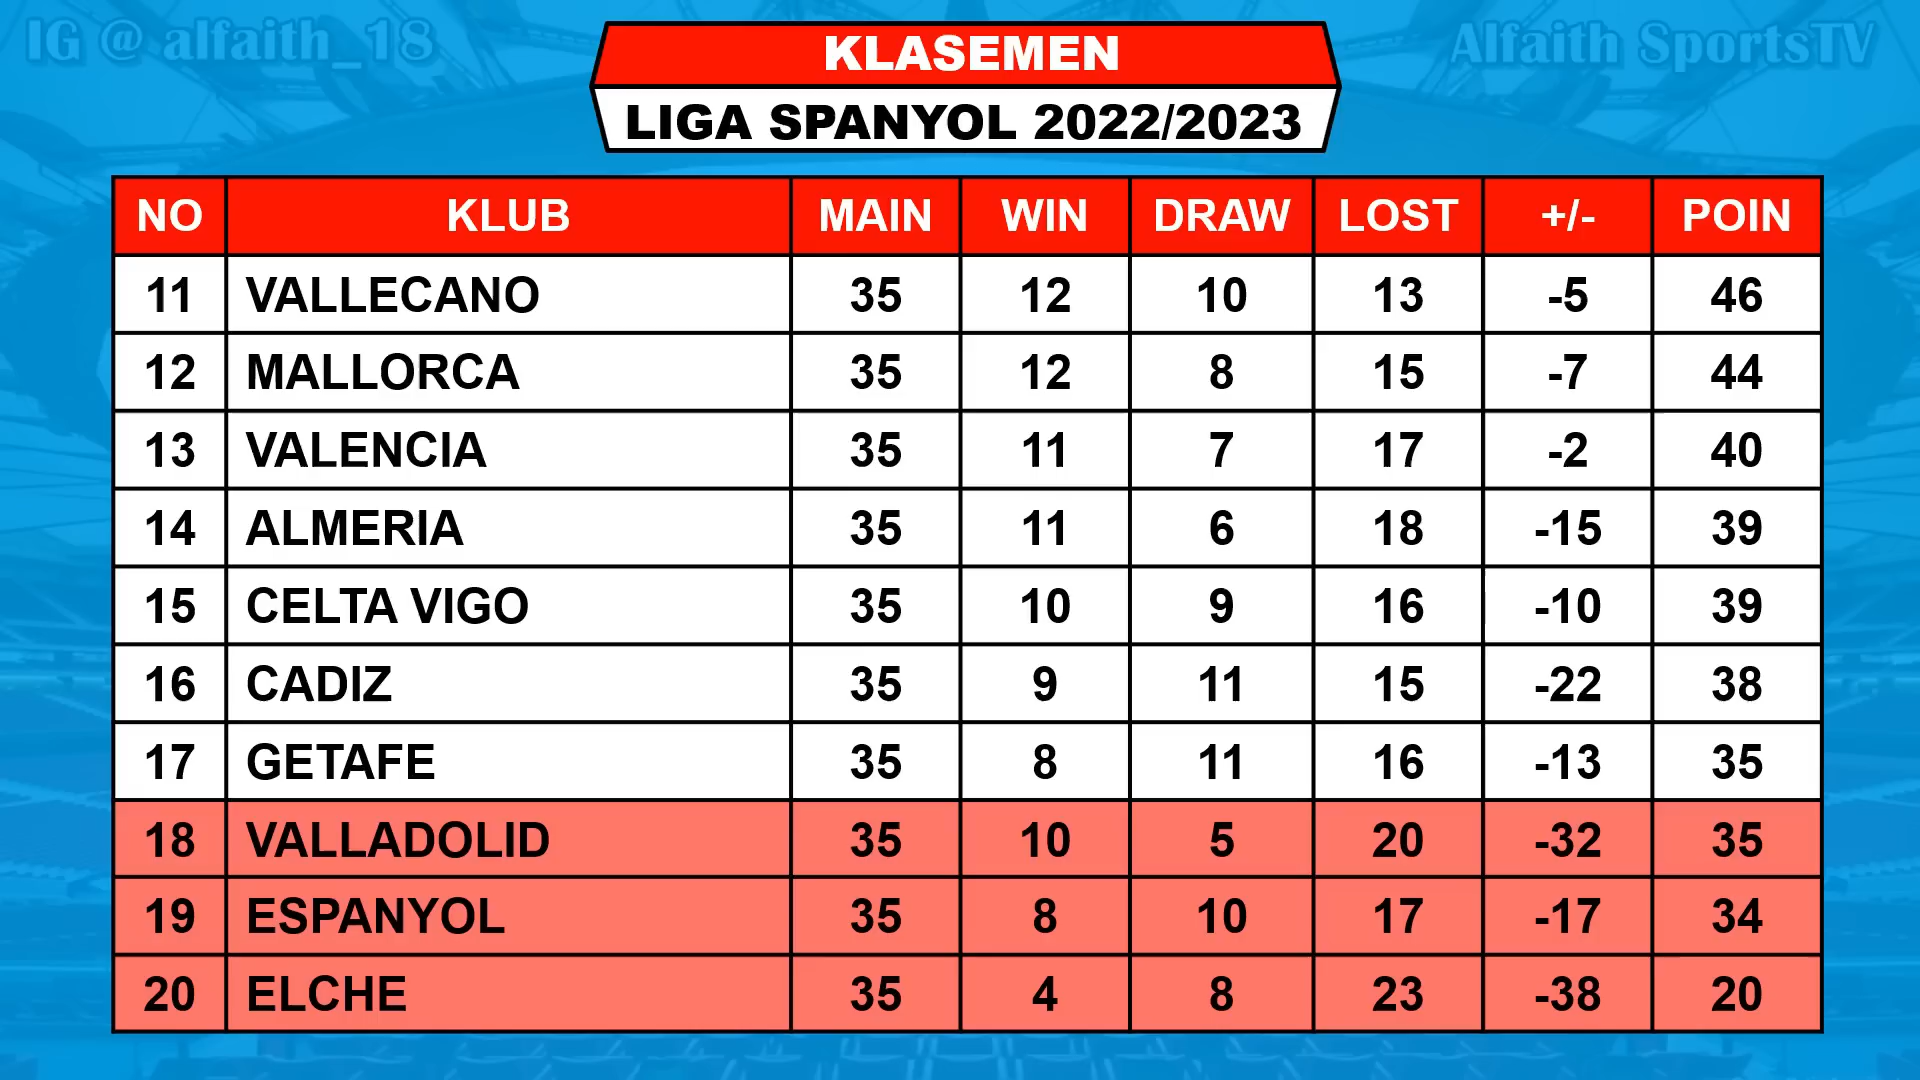 IG @ alfaith_18
Alfaith SportsTV
KLASEMEN
LIGA SPANYOL 2022/2023
NO KLUB MAIN WIN DRAW LOST +/- POIN
11 VALLECANO 35 12 10 13 -5 46
12 MALLORCA 35 12 8 15 -7 44
13 VALENCIA 35 11 7 17 -2 40
14 ALMERIA 35 11 6 18 -15 39
15 CELTA VIGO 35 10 9 16 -10 39
16 CADIZ 35 9 11 15 -22 38
17 GETAFE 35 8 11 16 -13 35
18 VALLADOLID 35 10 5 20 -32 35
19 ESPANYOL 35 8 10 17 -17 34
20 ELCHE 35 4 8 23 -38 20